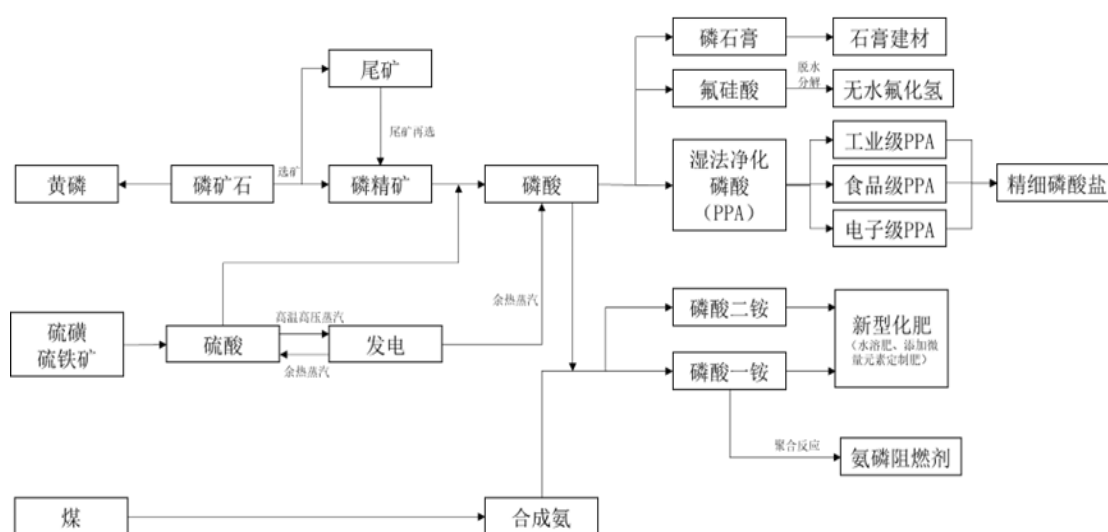 磷石膏
石膏建材
尾矿
氟硅酸
脱水
分解
无水氟化氢
尾矿再选
湿法净化
磷酸
（PPA）
工业级PPA
食品级PPA
电子级PPA
精细磷酸盐
黄磷
磷矿石
选矿
磷精矿
磷酸
硫磺
硫铁矿
硫酸
高温高压蒸汽
余热蒸汽
发电
余热蒸汽
磷酸二铵
磷酸一铵
新型化肥
（水溶肥、添加微
量元素定制肥）
聚合反应
氨磷阻燃剂
煤
合成氨